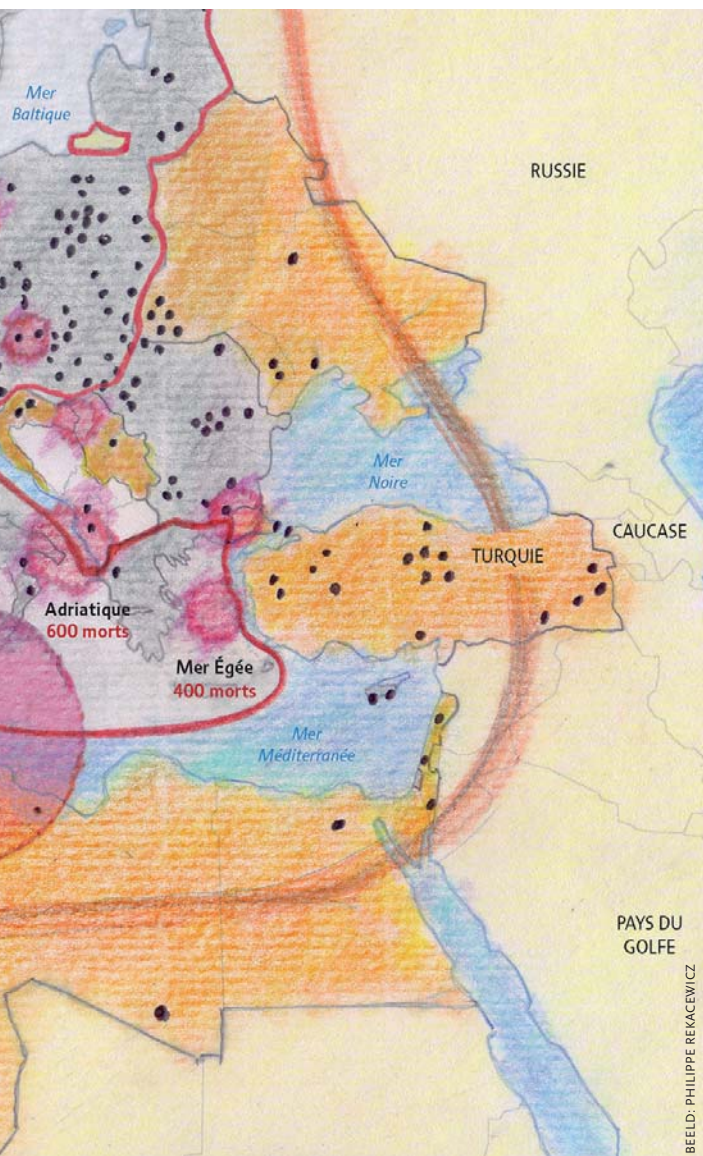 Mer
Baltique
RUSSIE
Mer
Noire
CAUCASE
TURQUIE
Adriatique
600 morts
Mer Égée
400 morts
Mer
Méditerranée
PAYS DU
GOLFE
BEELD: PHILIPPE REKACEWICZ